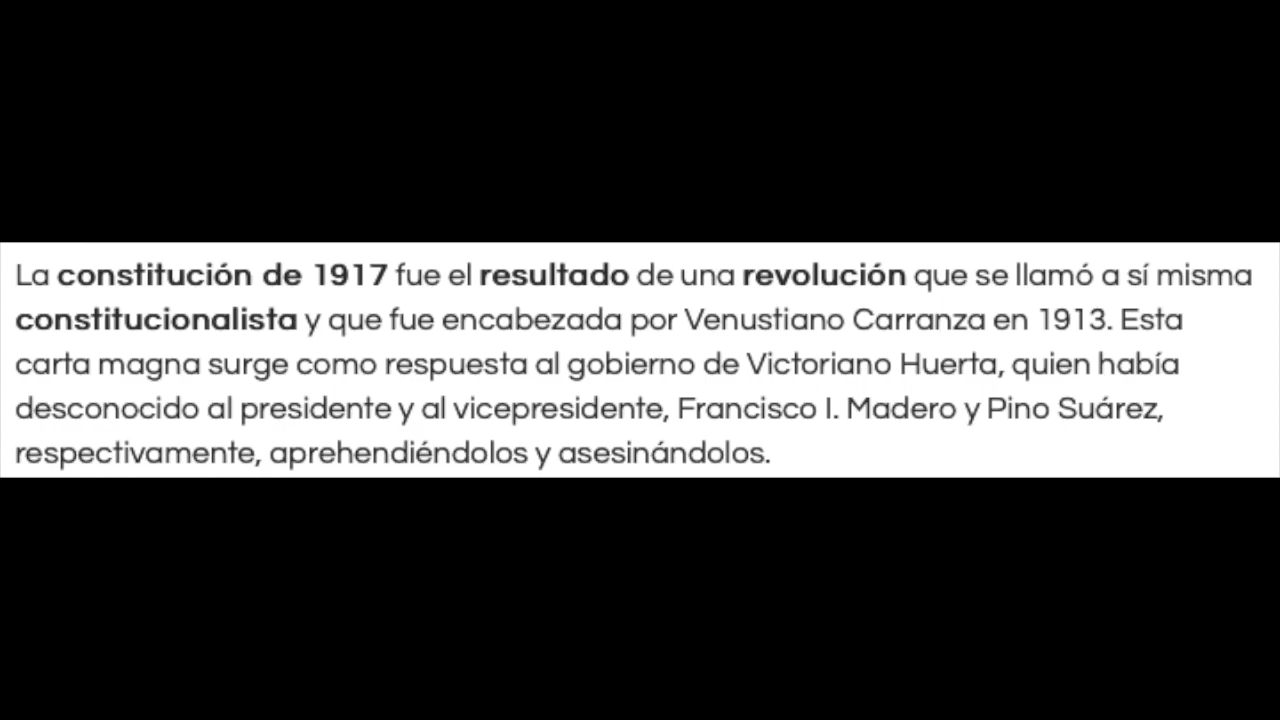 La constitución de 1917 fue el resultado de una revolución que se llamó a sí misma
constitucionalista y que fue encabezada por Venustiano Carranza en 1913. Esta
carta magna surge como respuesta al gobierno de Victoriano Huerta, quien había
desconocido al presidente y al vicepresidente, Francisco I. Madero y Pino Suárez,
respectivamente, aprehendiéndolos y asesinándolos.